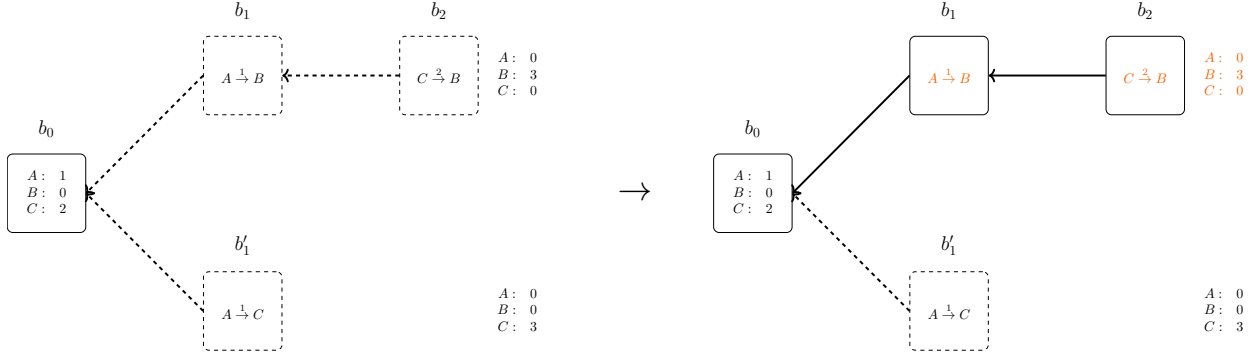 b₁
b₂
A →¹ B
C →² B
A : 0
B : 3
C : 0
b₀
A : 1
B : 0
C : 2
b′₁
A →¹ C
A : 0
B : 0
C : 3
→
b₁
b₂
A →¹ B
C →² B
A : 0
B : 3
C : 0
b₀
A : 1
B : 0
C : 2
b′₁
A →¹ C
A : 0
B : 0
C : 3